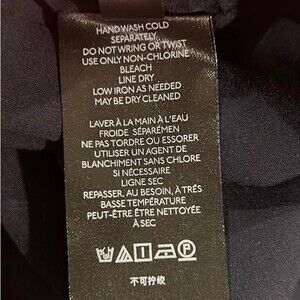 HAND WASH COLD
SEPARATELY
DO NOT WRING OR TWIST
USE ONLY NON-CHLORINE
BLEACH
LINE DRY
LOW IRON AS NEEDED
MAY BE DRY CLEANED
LAVER À LA MAIN À L'EAU
FROIDE SÉPARÉMEN
NE PAS TORDRE OU ESSORER
UTILISER UN AGENT DE
BLANCHIMENT SANS CHLORE
SI NÉCESSAIRE
LIGNE SEC
REPASSER, AU BESOIN, À TRÉS
BASSE TEMPÉRATURE
PEUT-ÊTRE ÊTRE NETTOYÉE
À SEC
P
不可拧绞